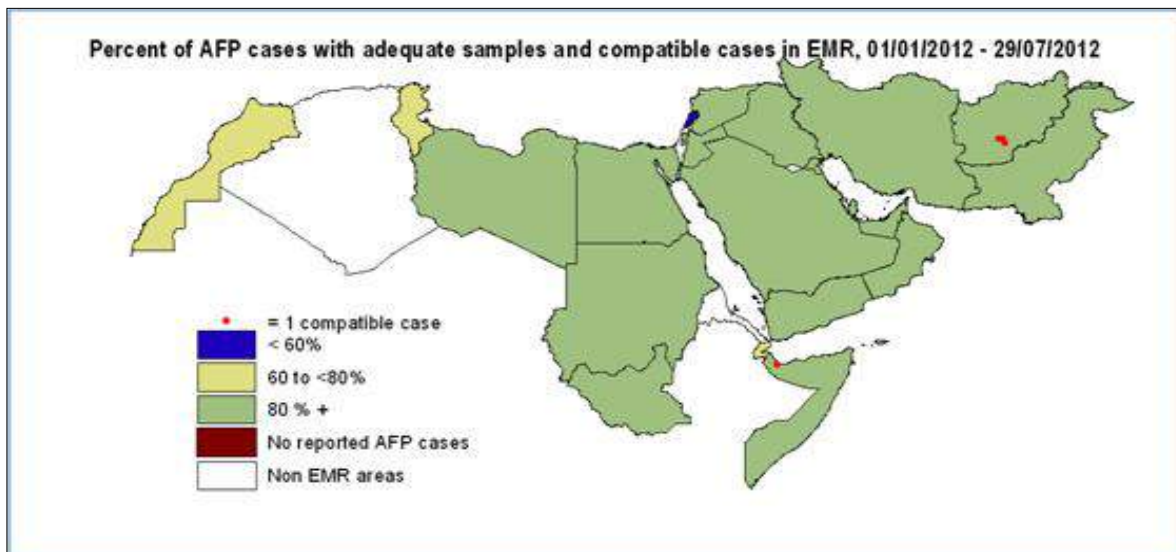 Percent of AFP cases with adequate samples and compatible cases in EMR, 01/01/2012 - 29/07/2012
= 1 compatible case
< 60%
60 to <80%
80 % +
No reported AFP cases
Non EMR areas